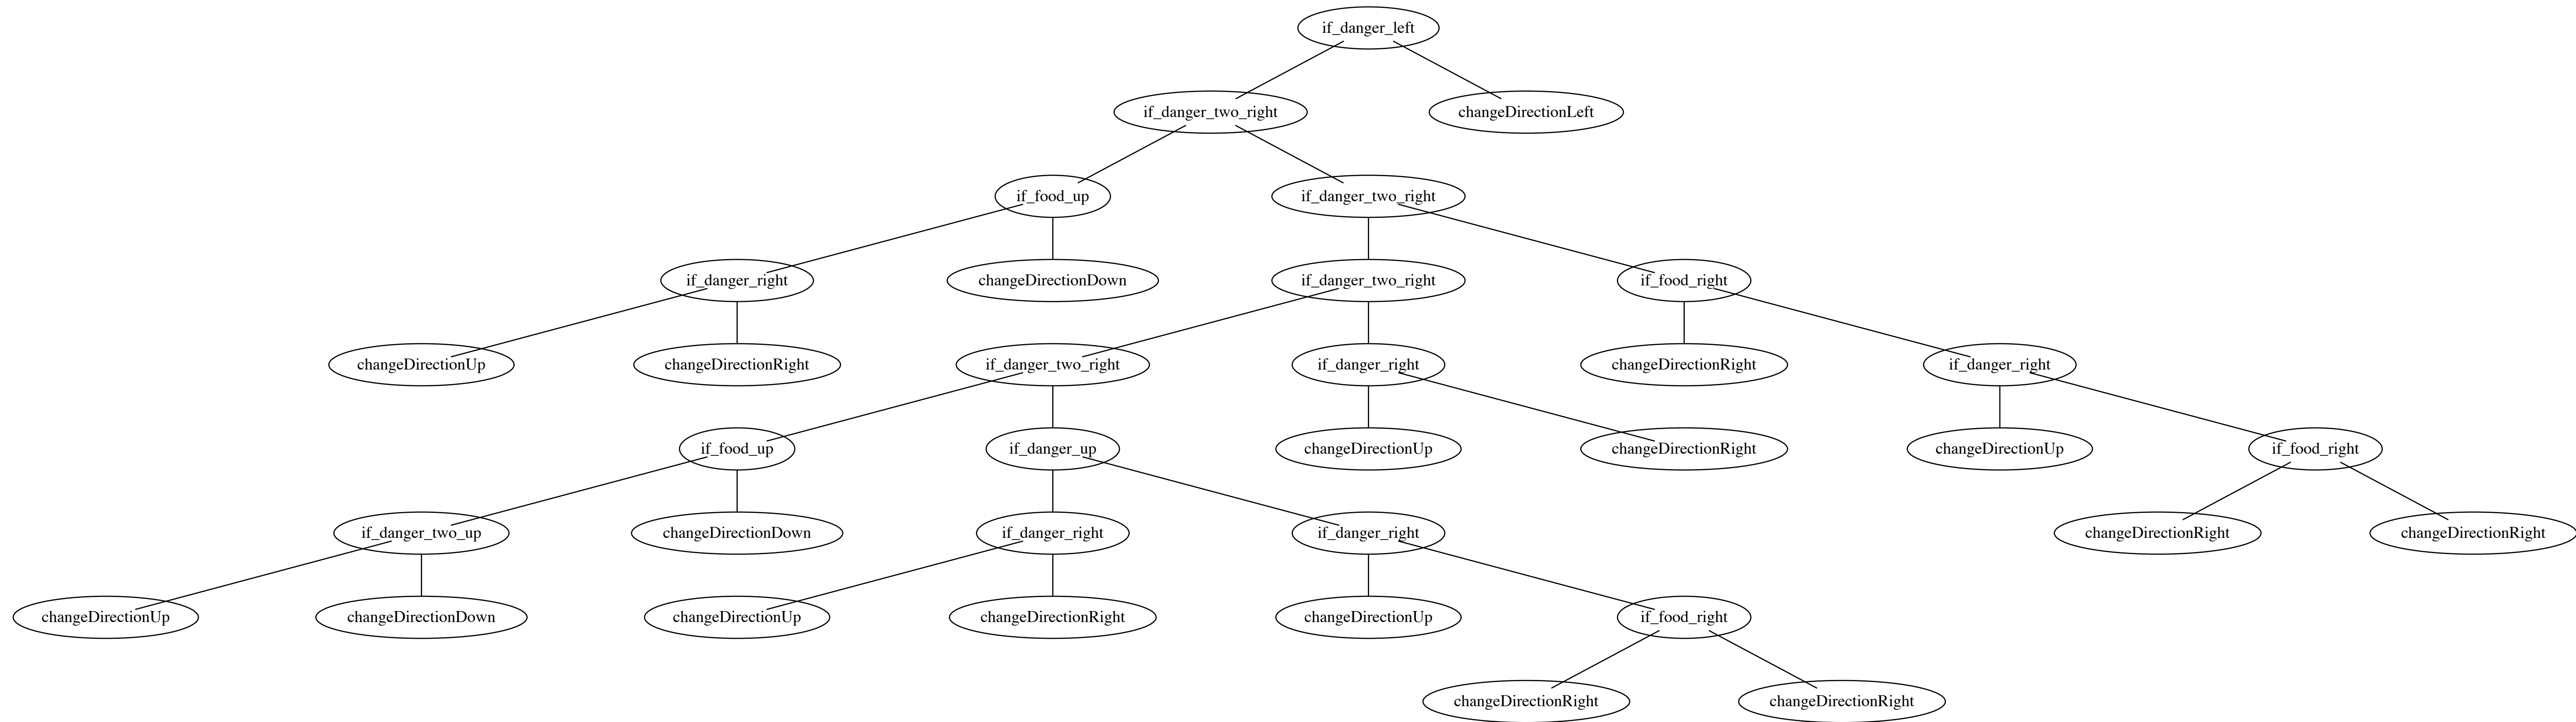 if_danger_left
if_danger_two_right
changeDirectionLeft
if_food_up
if_danger_two_right
if_danger_right
changeDirectionDown
if_danger_two_right
if_food_right
changeDirectionUp
changeDirectionRight
if_danger_two_right
if_danger_right
changeDirectionRight
if_danger_right
if_food_up
if_danger_up
changeDirectionUp
changeDirectionRight
changeDirectionUp
if_food_right
if_danger_two_up
changeDirectionDown
if_danger_right
if_danger_right
changeDirectionRight
changeDirectionRight
changeDirectionUp
changeDirectionDown
changeDirectionUp
changeDirectionRight
changeDirectionUp
if_food_right
changeDirectionRight
changeDirectionRight